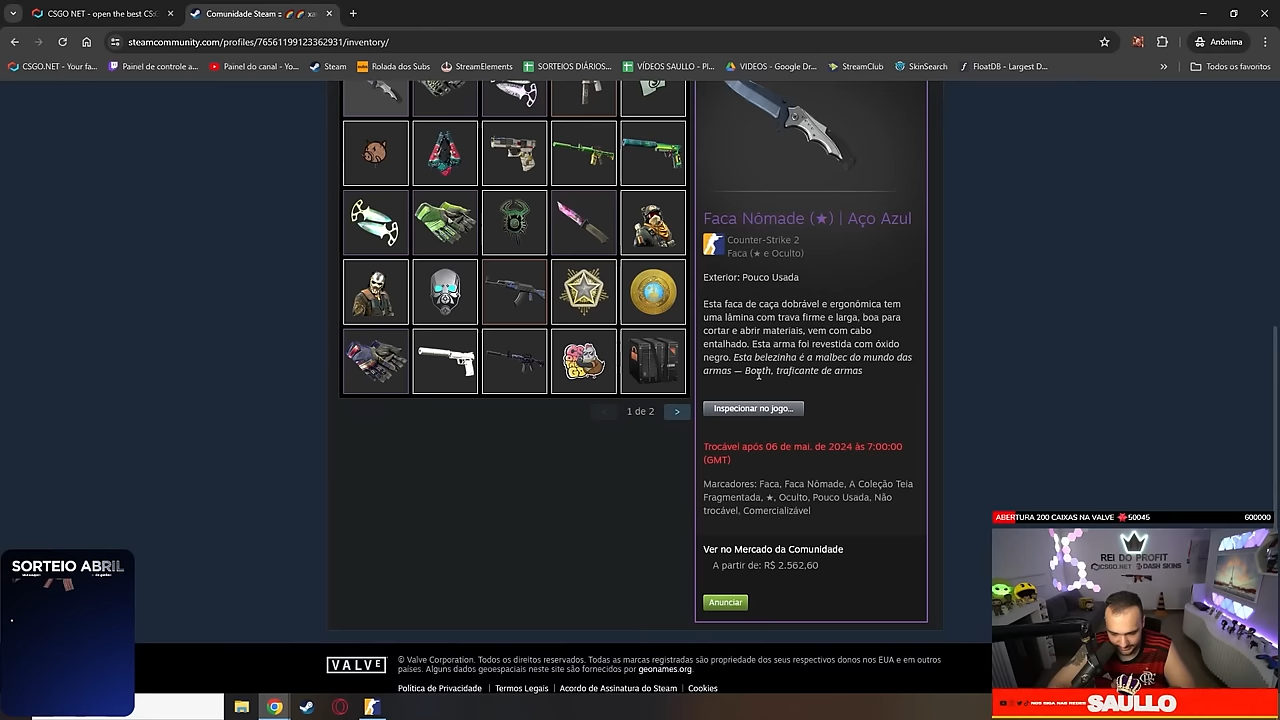 CSGO NET - open the best CS:
Comunidade Steam ::
steamcommunity.com/profiles/76561199123362931/inventory/
Anônima
CSGO.NET - Your fa...
Painel de controle a...
Painel do canal - Yo...
Steam
Rolada dos Subs
StreamElements
SORTEIOS DIÁRIOS...
VÍDEOS SAULLO - Pl...
VIDEOS - Google Dr...
StreamClub
SkinSearch
FloatDB - Largest D...
Todos os favoritos
Faca Nômade (★) | Aço Azul
Counter-Strike 2
Faca (★ e Oculto)
Exterior: Pouco Usada
Esta faca de caça dobrável e ergonômica tem
uma lâmina com trava firme e larga, boa para
cortar e abrir materiais, vem com cabo
entalhado. Esta arma foi revestida com óxido
negro. Esta belezinha é a malbec do mundo das
armas — Booth, traficante de armas
1 de 2
Inspecionar no jogo...
Trocável após 06 de mai. de 2024 às 7:00:00
(GMT)
Marcadores: Faca, Faca Nômade, A Coleção Teia
Fragmentada, ★, Oculto, Pouco Usada, Não
trocável, Comercializável
Ver no Mercado da Comunidade
A partir de: R$ 2.562,60
Anunciar
ABERTURA 200 CAIXAS NA VALVE 50045 600000
REI DO PROFIT
CSGO.NET DASH SKINS
SORTEIO ABRIL
VALVE
© Valve Corporation. Todos os direitos reservados. Todas as marcas registradas são propriedade dos seus respectivos donos nos EUA e em outros
países. Alguns dados geoespaciais neste site são fornecidos por geonames.org.
Política de Privacidade | Termos Legais | Acordo de Assinatura do Steam | Cookies
NOS SIGA NAS REDES
SAULLO